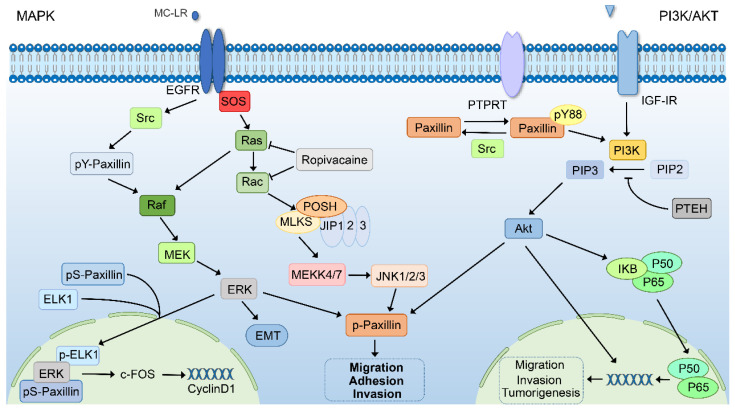 MAPK
MC-LR
PI3K/AKT
EGFR
SOS
PTPRT
pY88
IGF-IR
Src
Paxillin
Paxillin
Src
Ras
PI3K
pY-Paxillin
Ropivacaine
PIP3
PIP2
Rac
Raf
POSH
MLKS
JIP1 2 3
PTEH
Akt
MEK
IKB
P50
P65
pS-Paxillin
MEKK4/7
JNK1/2/3
ELK1
ERK
p-Paxillin
EMT
p-ELK1
ERK
pS-Paxillin
c-FOS
CyclinD1
Migration
Adhesion
Invasion
Migration
Invasion
Tumorigenesis
P50
P65